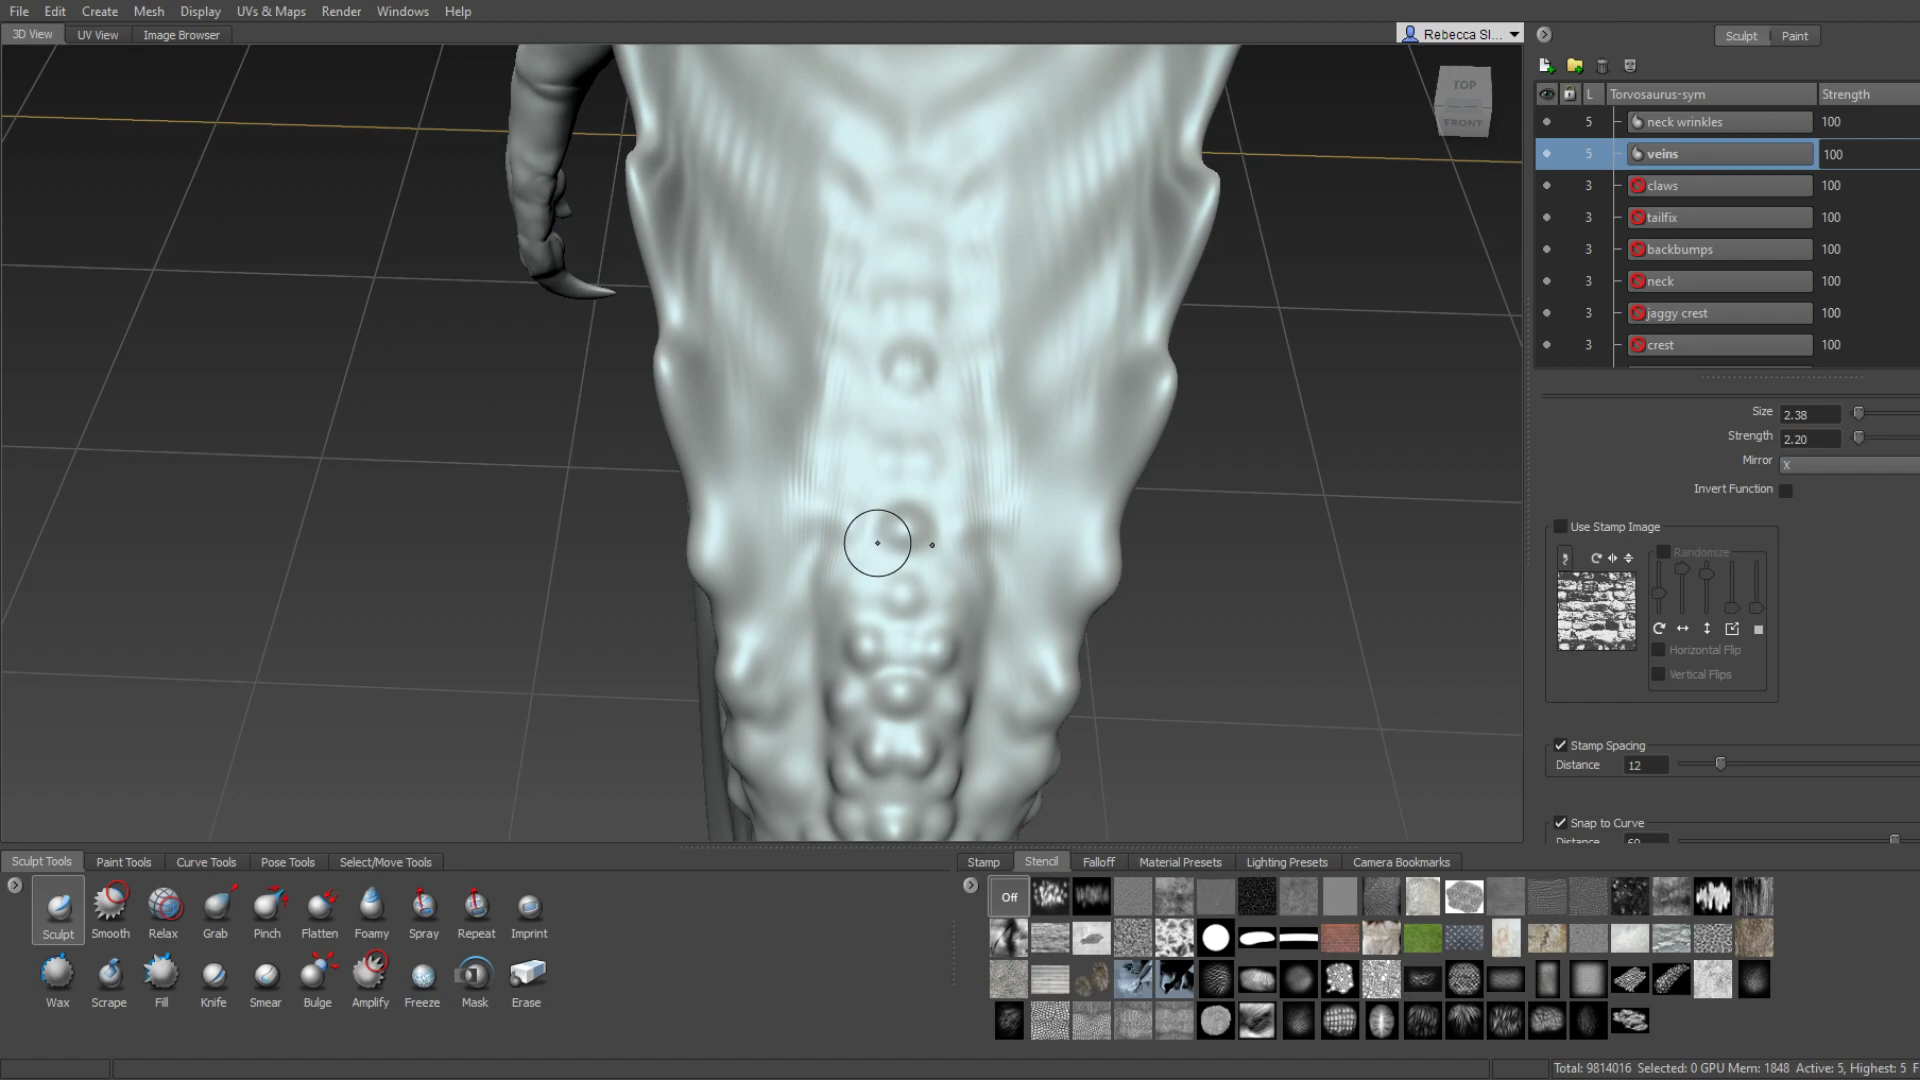 File Edit Create Mesh Display UVs & Maps Render Windows Help
3D View UV View Image Browser
Rebecca Sl...
Sculpt Paint
TOP
FRONT
L Torvosaurus-sym Strength
5 neck wrinkles 100
5 veins 100
3 claws 100
3 tailfix 100
3 backbumps 100
3 neck 100
3 jaggy crest 100
3 crest 100
Size 2.38
Strength 2.20
Mirror X
Invert Function
Use Stamp Image
Randomize
Horizontal Flip
Vertical Flips
Stamp Spacing
Distance 12
Snap to Curve
Distance 60
Sculpt Tools Paint Tools Curve Tools Pose Tools Select/Move Tools
Stamp Stencil Falloff Material Presets Lighting Presets Camera Bookmarks
Off
Sculpt Smooth Relax Grab Pinch Flatten Foamy Spray Repeat Imprint
Wax Scrape Fill Knife Smear Bulge Amplify Freeze Mask Erase
Total: 9814016 Selected: 0 GPU Mem: 1848 Active: 5, Highest: 5 F